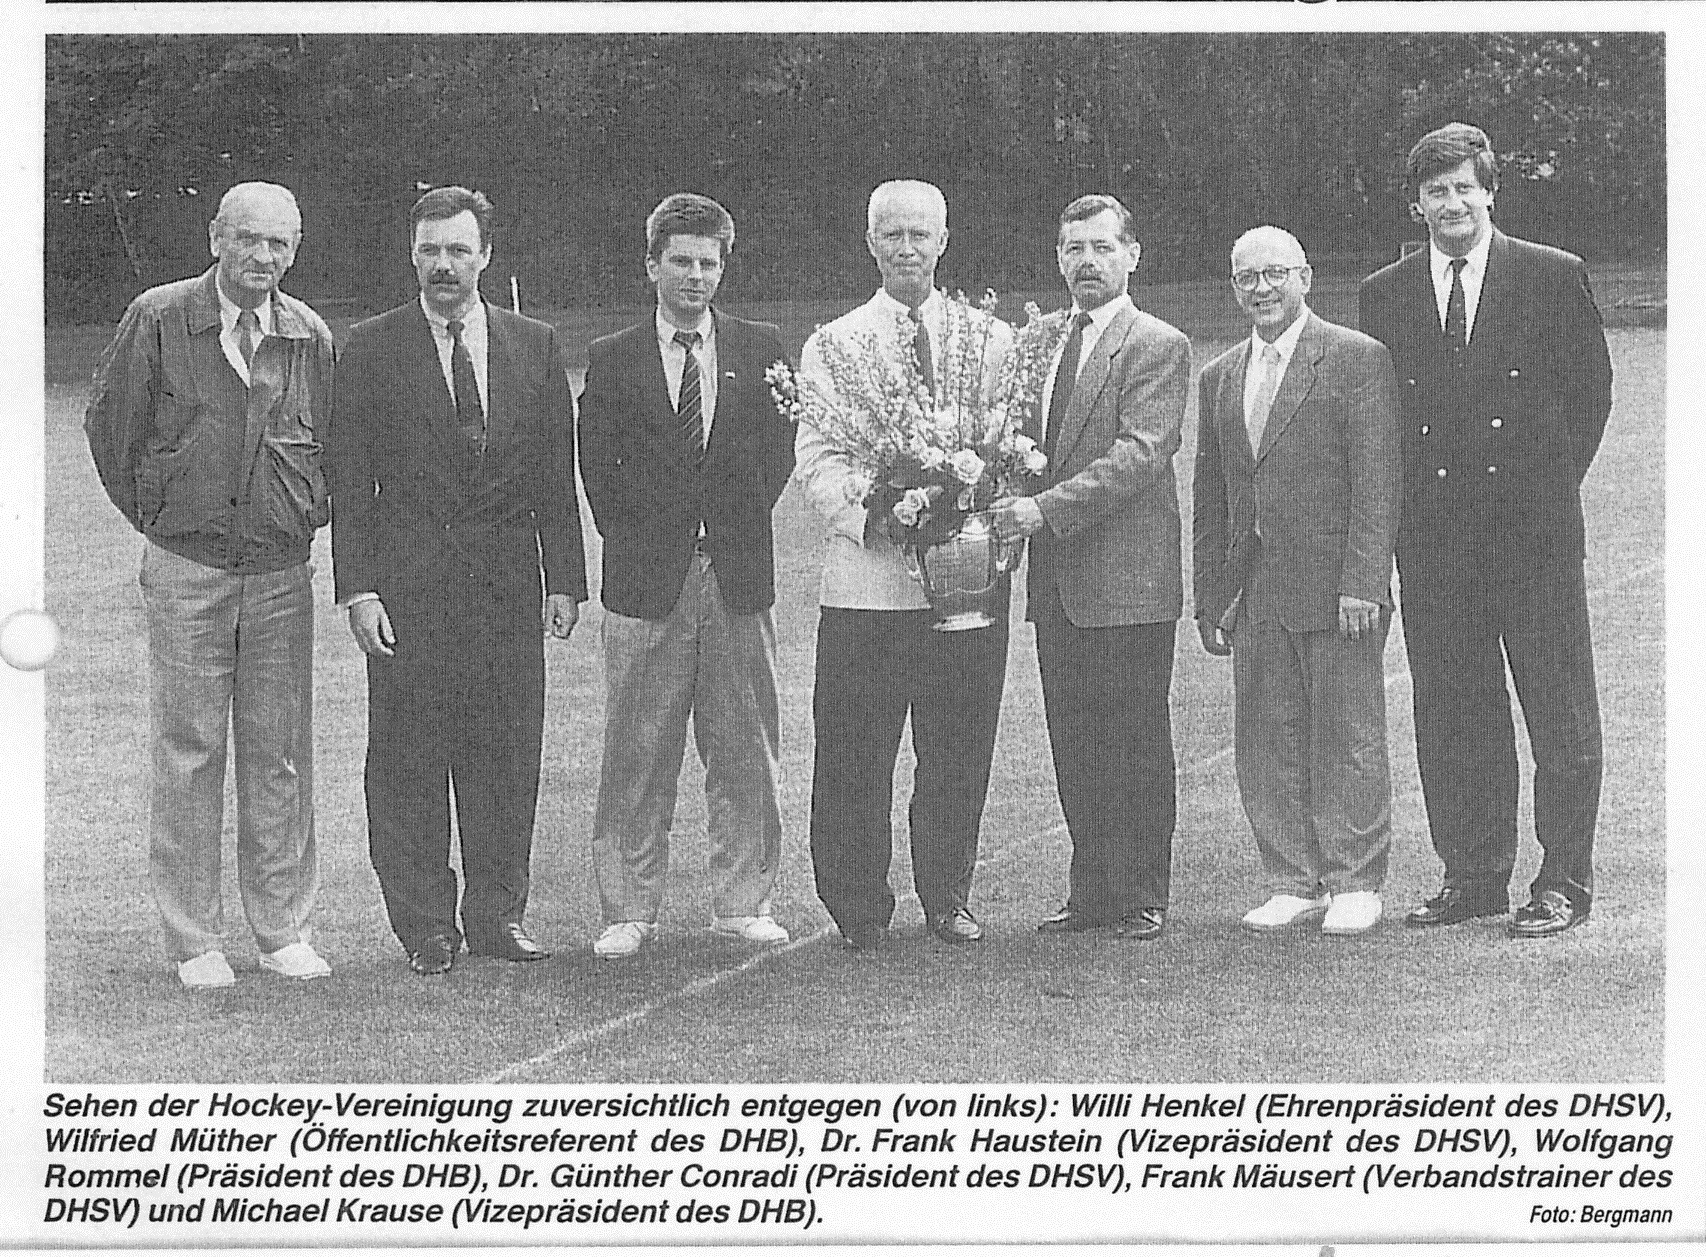 Sehen der Hockey-Vereinigung zuversichtlich entgegen (von links): Willi Henkel (Ehrenpräsident des DHSV),
Wilfried Müther (Öffentlichkeitsreferent des DHB), Dr. Frank Haustein (Vizepräsident des DHSV), Wolfgang
Rommel (Präsident des DHB), Dr. Günther Conradi (Präsident des DHSV), Frank Mäusert (Verbandstrainer des
DHSV) und Michael Krause (Vizepräsident des DHB).
Foto: Bergmann